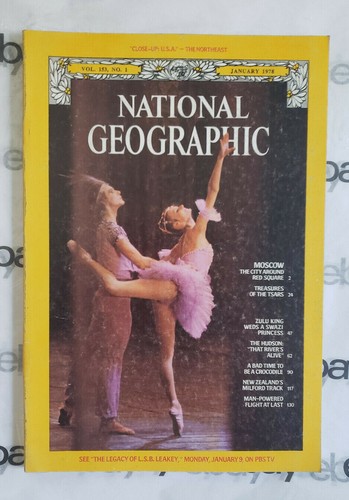 "CLOSE-UP: U.S.A." — THE NORTHEAST
VOL. 153, NO. 1
JANUARY 1978
NATIONAL
GEOGRAPHIC
MOSCOW
THE CITY AROUND
RED SQUARE 2
TREASURES
OF THE TSARS 24
ZULU KING
WEDS A SWAZI
PRINCESS 47
THE HUDSON:
"THAT RIVER'S
ALIVE" 62
A BAD TIME TO
BE A CROCODILE 90
NEW ZEALAND'S
MILFORD TRACK 117
MAN-POWERED
FLIGHT AT LAST 130
SEE "THE LEGACY OF L.S.B. LEAKEY," MONDAY, JANUARY 9, ON PBS TV